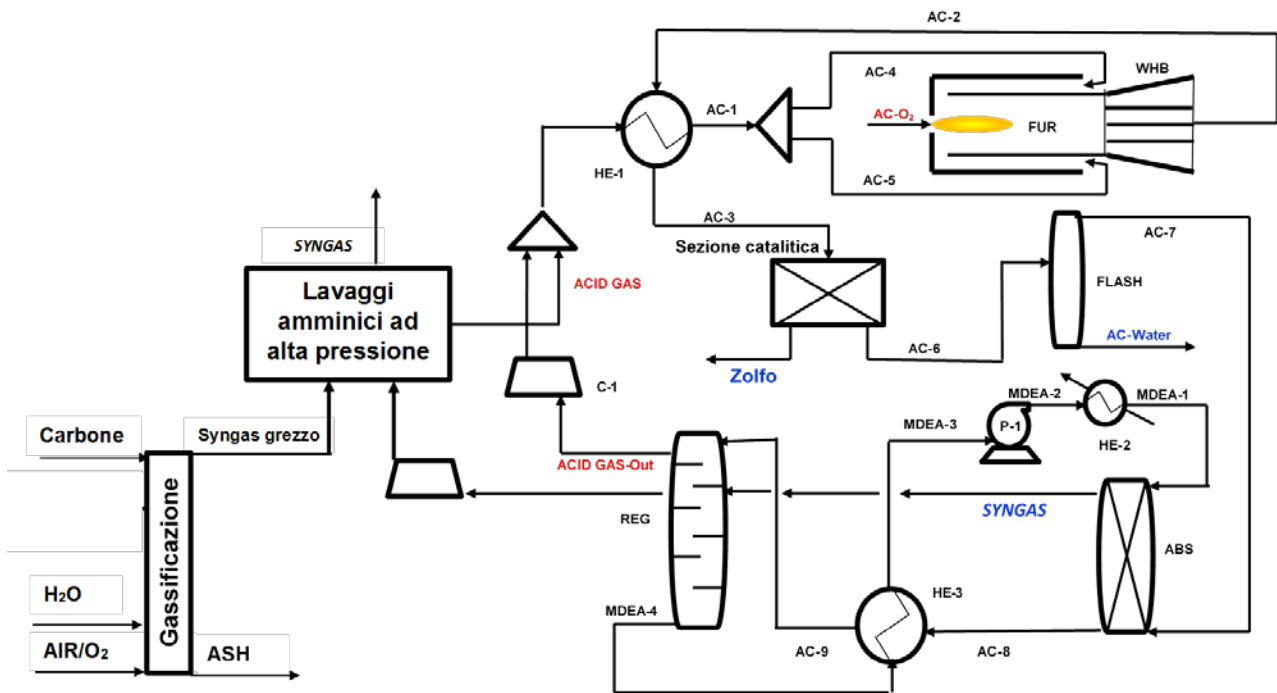 AC-2
AC-4
WHB
AC-1
AC-O₂
FUR
HE-1
AC-5
AC-3
AC-7
Sezione catalitica
SYNGAS
ACID GAS
FLASH
Lavaggi
amminici ad
alta pressione
AC-Water
AC-6
Zolfo
C-1
MDEA-2
MDEA-1
MDEA-3
P-1
HE-2
Carbone
Syngas grezzo
ACID GAS-Out
SYNGAS
REG
ABS
Gassificazione
HE-3
H₂O
MDEA-4
AIR/O₂
ASH
AC-9
AC-8